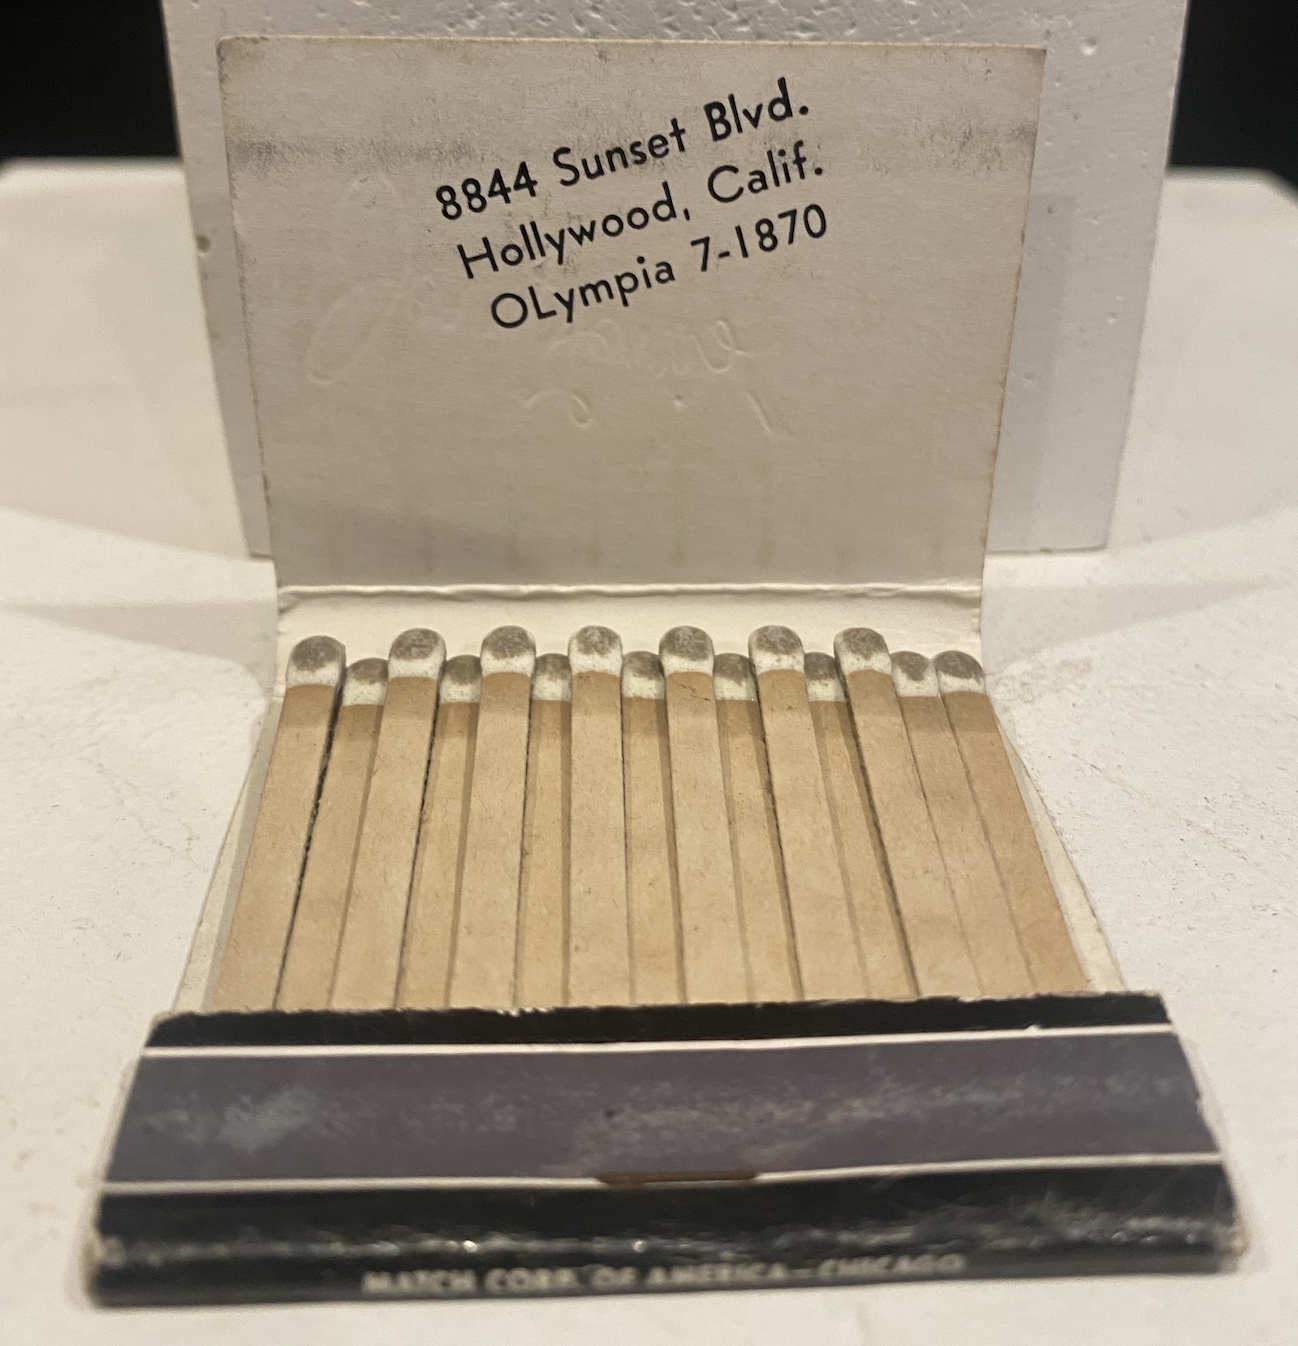 8844 Sunset Blvd.
Hollywood, Calif.
OLympia 7-1870
MATCH CORP. OF AMERICA—CHICAGO